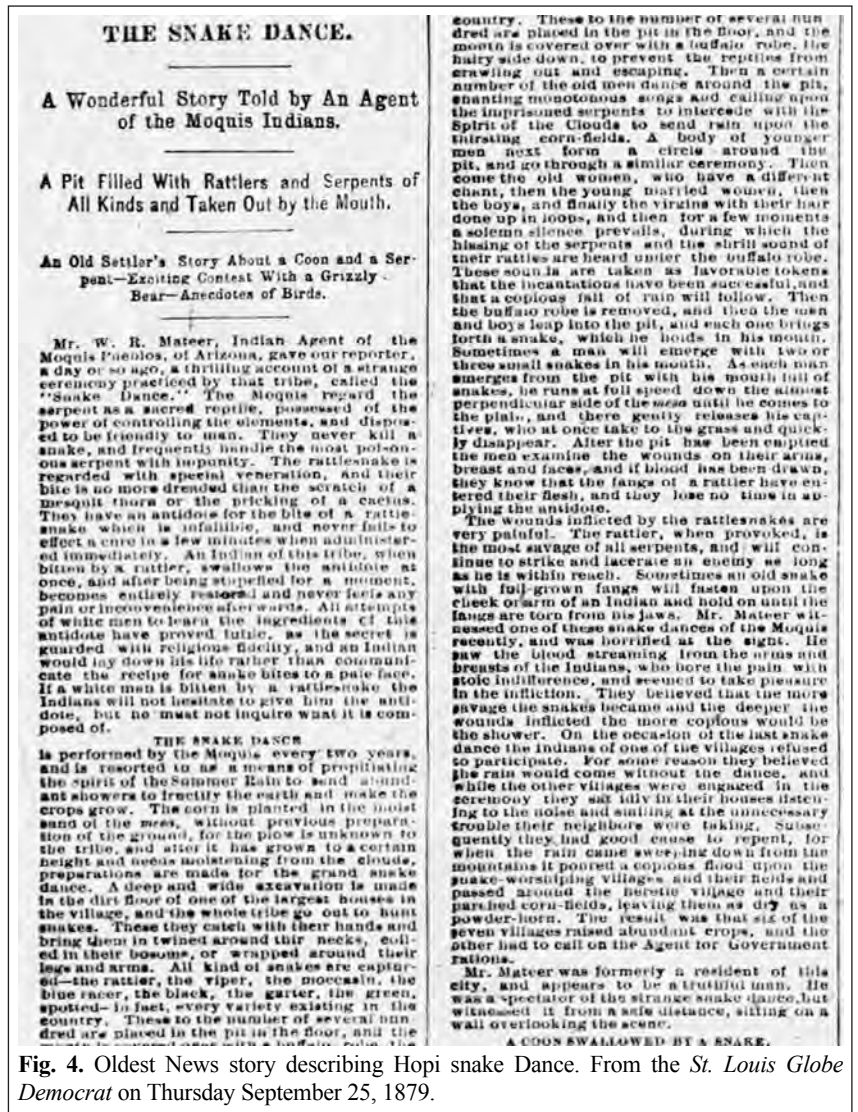 THE SNAKE DANCE.
A Wonderful Story Told by An Agent
of the Moquis Indians.
A Pit Filled With Rattlers and Serpents of
All Kinds and Taken Out by the Mouth.
An Old Settler's Story About a Coon and a Ser-
pent—Exciting Contest With a Grizzly
Bear—Anecdotes of Birds.
Mr. W. R. Mateer, Indian Agent of the
Moquis Pueblos, of Arizona, gave our reporter,
a day or so ago, a thrilling account of a strange
ceremony practiced by that tribe, called the
"Snake Dance." The Moquis regard the
serpent as a sacred reptile, possessed of the
power of controlling the elements, and dispos-
ed to be friendly to man. They never kill a
snake, and frequently handle the most poison-
ous serpent with impunity. The rattlesnake is
regarded with special veneration, and their
bite is no more dreaded than the scratch of a
mesquit thorn or the pricking of a cactus.
They have an antidote for the bite of a rattle-
snake which is infallible, and never fails to
effect a cure in a few minutes when administer-
ed immediately. An Indian of this tribe, when
bitten by a rattler, swallows the antidote at
once, and after being stupefied for a moment,
becomes entirely restored and never feels any
pain or inconvenience afterwards. All attempts
of white men to learn the ingredients of this
antidote have proved futile, as the secret is
guarded with religious fidelity, and an Indian
would lay down his life rather than communi-
cate the recipe for snake bites to a pale face.
If a white man is bitten by a rattlesnake the
Indians will not hesitate to give him the anti-
dote, but he must not inquire what it is com-
posed of.
THE SNAKE DANCE
is performed by the Moquis every two years,
and is resorted to as a means of propitiating
the spirit of the Summer Rain to send abund-
ant showers to fructify the earth and make the
crops grow. The corn is planted in the moist
sand of the mesa, without previous prepara-
tion of the ground, for the plow is unknown to
the tribe, and after it has grown to a certain
height and needs moistening from the clouds,
preparations are made for the grand snake
dance. A deep and wide excavation is made
in the dirt floor of one of the largest houses in
the village, and the whole tribe go out to hunt
snakes. These they catch with their hands and
bring them in twined around thir necks, coil-
ed in their bosoms, or wrapped around their
legs and arms. All kind of snakes are captur-
ed—the rattler, the viper, the moccasin, the
blue racer, the black, the garter, the green,
spotted—in fact, every variety existing in the
country. These to the number of several hun-
dred are placed in the pit in the floor, and the
country. These to the number of several hun
dred are placed in the pit in the floor, and the
mouth is covered over with a buffalo robe, the
hairy side down, to prevent the reptiles from
crawling out and escaping. Then a certain
number of the old men dance around the pit,
chanting monotonous songs and calling upon
the imprisoned serpents to intercede with the
Spirit of the Clouds to send rain upon the
thirsting corn-fields. A body of younger
men next form a circle around the
pit, and go through a similar ceremony. Then
come the old women, who have a different
chant, then the young married women, then
the boys, and finally the virgins with their hair
done up in loops, and then for a few moments
a solemn silence prevails, during which the
hissing of the serpents and the shrill sound of
their rattles are heard under the buffalo robe.
These sounds are taken as favorable tokens
that the incantations have been successful, and
that a copious fall of rain will follow. Then
the buffalo robe is removed, and then the men
and boys leap into the pit, and each one brings
forth a snake, which he holds in his mouth.
Sometimes a man will emerge with two or
three small snakes in his mouth. As each man
emerges from the pit with his mouth full of
snakes, he runs at full speed down the almost
perpendicular side of the mesa until he comes to
the plain, and there gently releases his cap-
tives, who at once take to the grass and quick-
ly disappear. After the pit has been emptied
the men examine the wounds on their arms,
breast and faces, and if blood has been drawn,
they know that the fangs of a rattler have en-
tered their flesh, and they lose no time in ap-
plying the antidote.
The wounds inflicted by the rattlesnakes are
very painful. The rattler, when provoked, is
the most savage of all serpents, and will con-
tinue to strike and lacerate an enemy as long
as he is within reach. Sometimes an old snake
with full-grown fangs will fasten upon the
cheek or arm of an Indian and hold on until the
fangs are torn from his jaws. Mr. Mateer wit-
nessed one of these snake dances of the Moquis
recently, and was horrified at the sight. He
saw the blood streaming from the arms and
breasts of the Indians, who bore the pain with
stoic indifference, and seemed to take pleasure
in the infliction. They believed that the more
savage the snakes became and the deeper the
wounds inflicted the more copious would be
the shower. On the occasion of the last snake
dance the Indians of one of the villages refused
to participate. For some reason they believed
the rain would come without the dance, and
while the other villages were engaged in the
ceremony they sat idly in their houses listen-
ing to the noise and smiling at the unnecessary
trouble their neighbors were taking. Subse-
quently they had good cause to repent, for
when the rain came sweeping down from the
mountains it poured a copious flood upon the
snake-worshiping villages and their fields and
passed around the heretic village and their
parched corn-fields, leaving them as dry as a
powder-horn. The result was that six of the
seven villages raised abundant crops, and the
other had to call on the Agent for Government
rations.
Mr. Mateer was formerly a resident of this
city, and appears to be a truthful man. He
was a spectator of the strange snake dance, but
witnessed it from a safe distance, sitting on a
wall overlooking the scene.
A COON SWALLOWED BY A SNAKE.
Fig. 4. Oldest News story describing Hopi snake Dance. From the St. Louis Globe
Democrat on Thursday September 25, 1879.